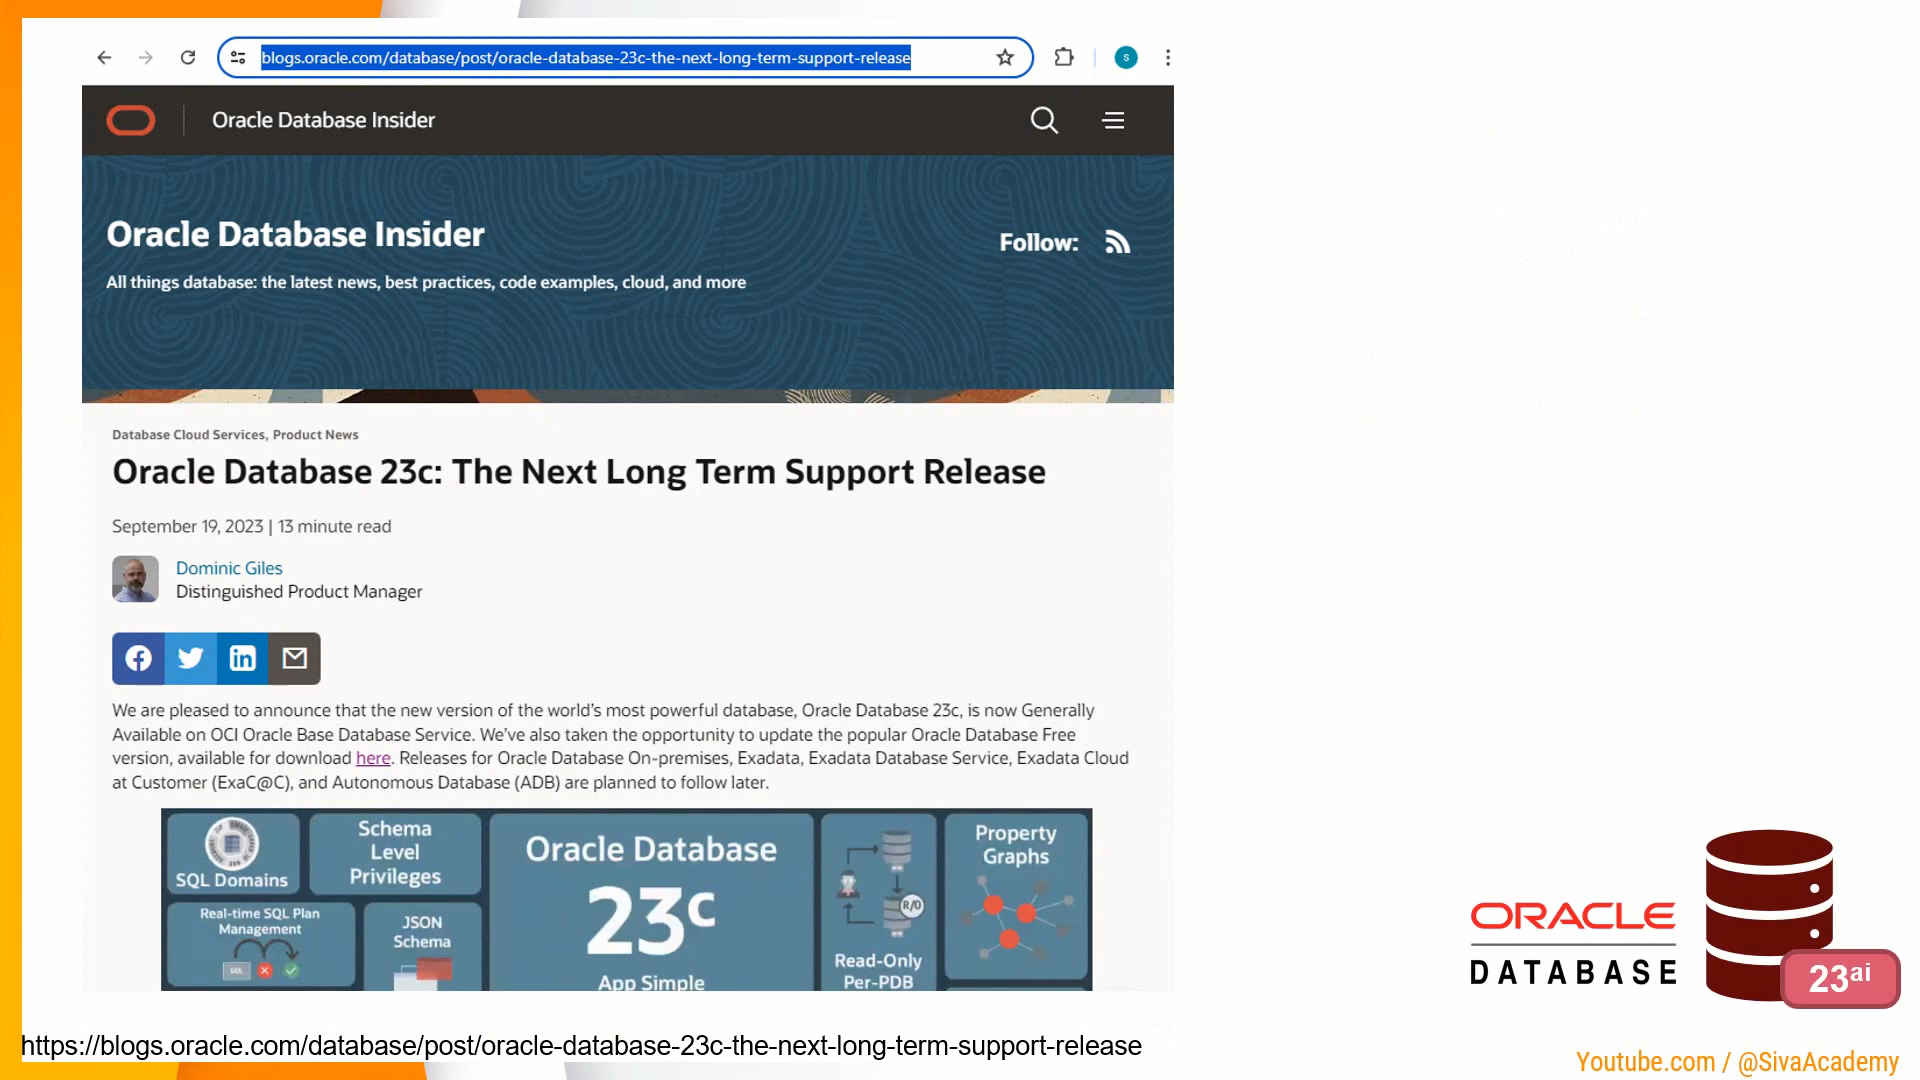 blogs.oracle.com/database/post/oracle-database-23c-the-next-long-term-support-release
S
Oracle Database Insider
Oracle Database Insider
Follow:
All things database: the latest news, best practices, code examples, cloud, and more
Database Cloud Services, Product News
Oracle Database 23c: The Next Long Term Support Release
September 19, 2023 | 13 minute read
Dominic Giles
Distinguished Product Manager
We are pleased to announce that the new version of the world's most powerful database, Oracle Database 23c, is now Generally
Available on OCI Oracle Base Database Service. We've also taken the opportunity to update the popular Oracle Database Free
version, available for download here. Releases for Oracle Database On-premises, Exadata, Exadata Database Service, Exadata Cloud
at Customer (ExaC@C), and Autonomous Database (ADB) are planned to follow later.
SQL Domains
Schema
Level
Privileges
Real-time SQL Plan
Management
JSON
Schema
Oracle Database
23c
App Simple
R/O
Read-Only
Per-PDB
Property
Graphs
ORACLE
DATABASE
23ai
https://blogs.oracle.com/database/post/oracle-database-23c-the-next-long-term-support-release
Youtube.com / @SivaAcademy